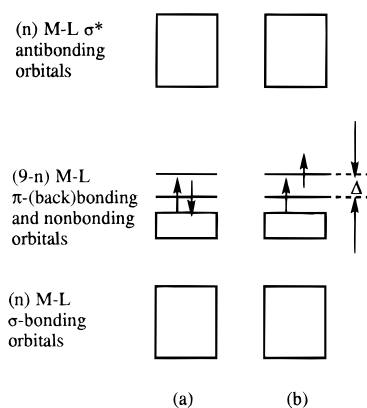 (n) M-L σ*
antibonding
orbitals
(9-n) M-L
π-(back)bonding
and nonbonding
orbitals
Δ
(n) M-L
σ-bonding
orbitals
(a)
(b)